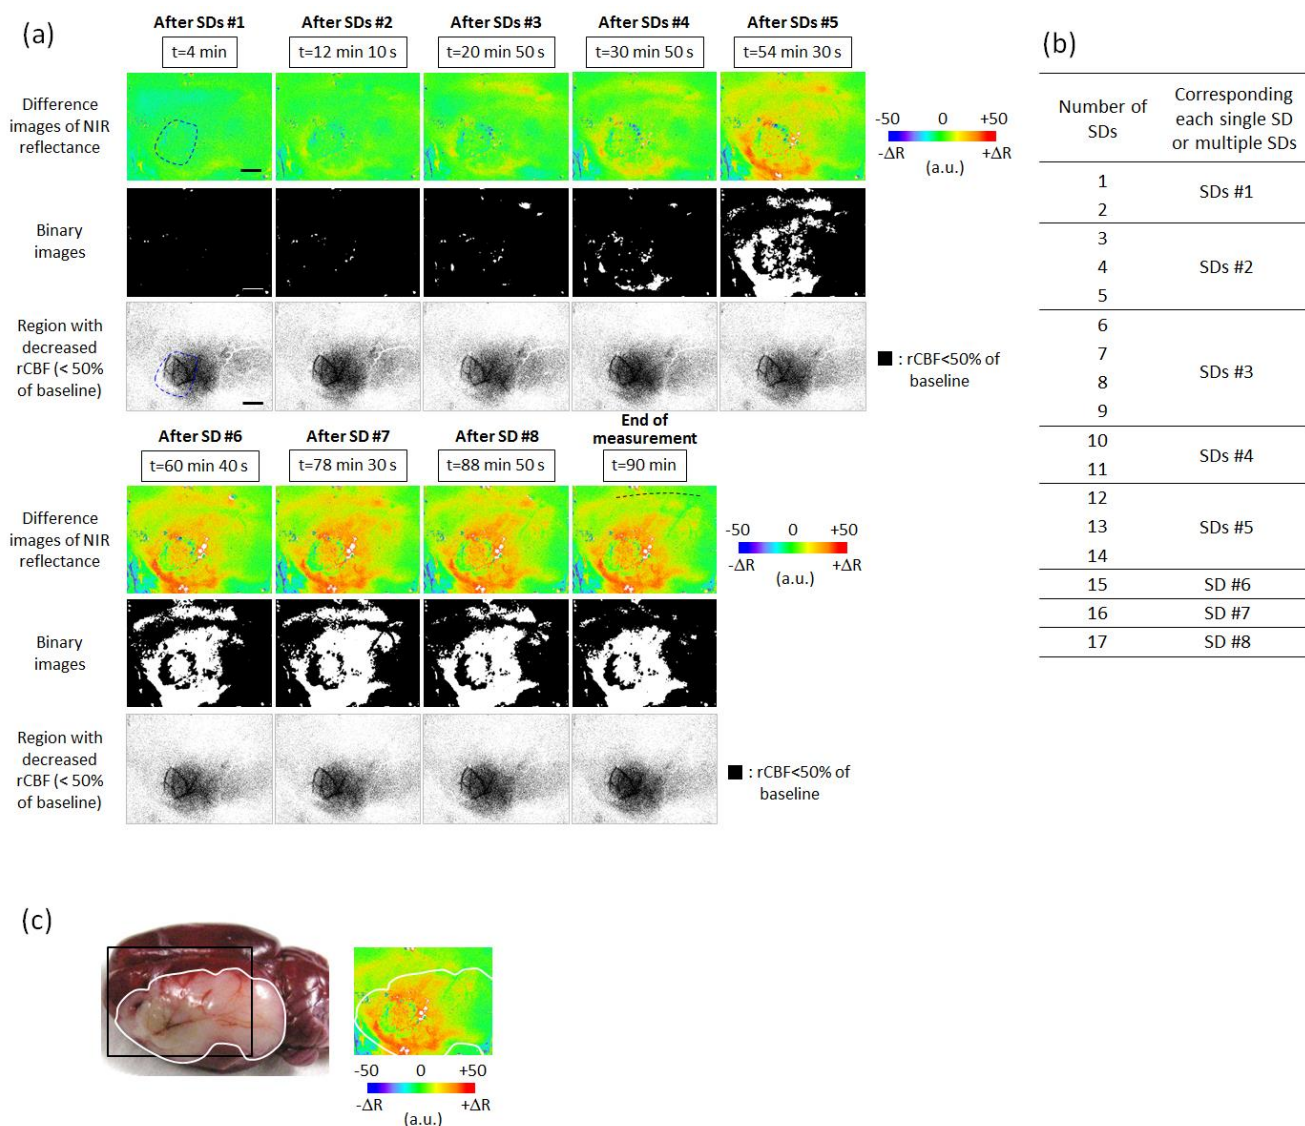 (a)
After SDs #1 After SDs #2 After SDs #3 After SDs #4 After SDs #5
t=4 min t=12 min 10 s t=20 min 50 s t=30 min 50 s t=54 min 30 s
Difference
images of NIR
reflectance
-50 0 +50
-ΔR +ΔR
(a.u.)
Binary
images
Region with
decreased
rCBF (< 50%
of baseline)
: rCBF<50% of
baseline
After SD #6 After SD #7 After SD #8 End of
measurement
t=60 min 40 s t=78 min 30 s t=88 min 50 s t=90 min
Difference
images of NIR
reflectance
-50 0 +50
-ΔR +ΔR
(a.u.)
Binary
images
Region with
decreased
rCBF (< 50%
of baseline)
: rCBF<50% of
baseline
(b)
Number of
SDs
Corresponding
each single SD
or multiple SDs
1
2
SDs #1
3
4
5
SDs #2
6
7
8
9
SDs #3
10
11
SDs #4
12
13
14
SDs #5
15 SD #6
16 SD #7
17 SD #8
(c)
-50 0 +50
-ΔR +ΔR
(a.u.)